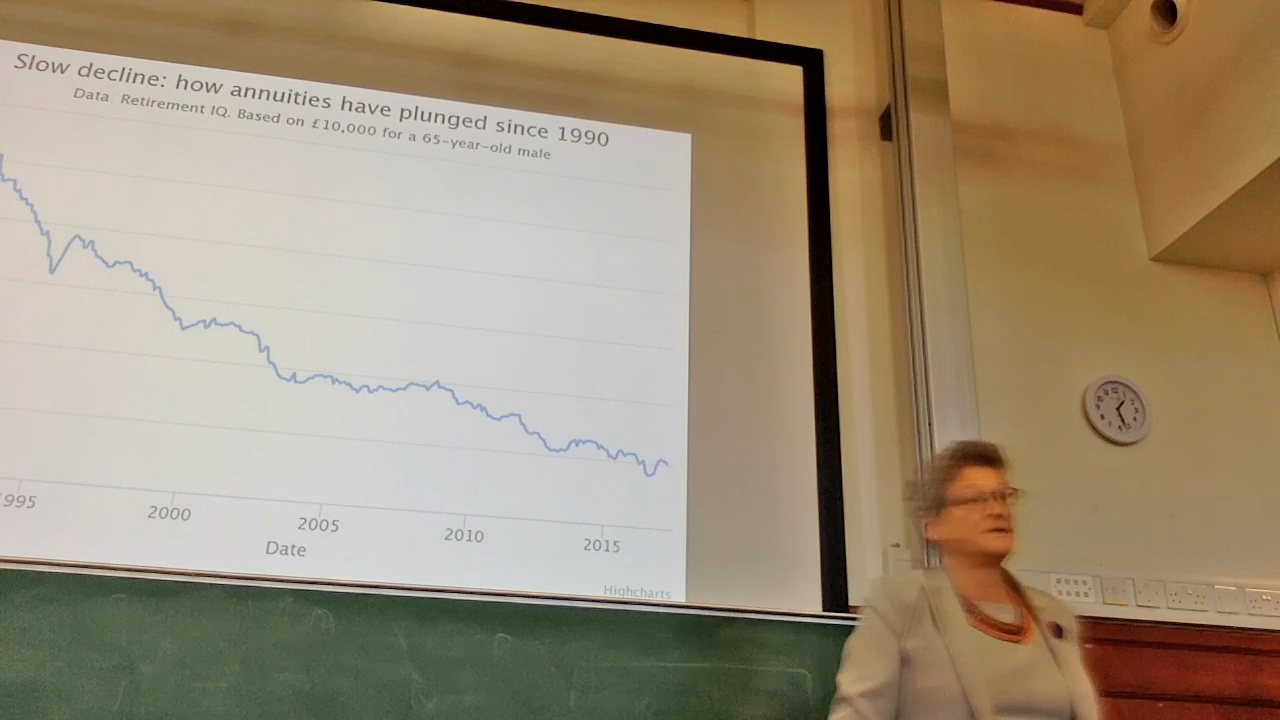 Slow decline: how annuities have plunged since 1990
Data: Retirement IQ. Based on £10,000 for a 65-year-old male
1995 2000 2005 2010 2015
Date
Highcharts